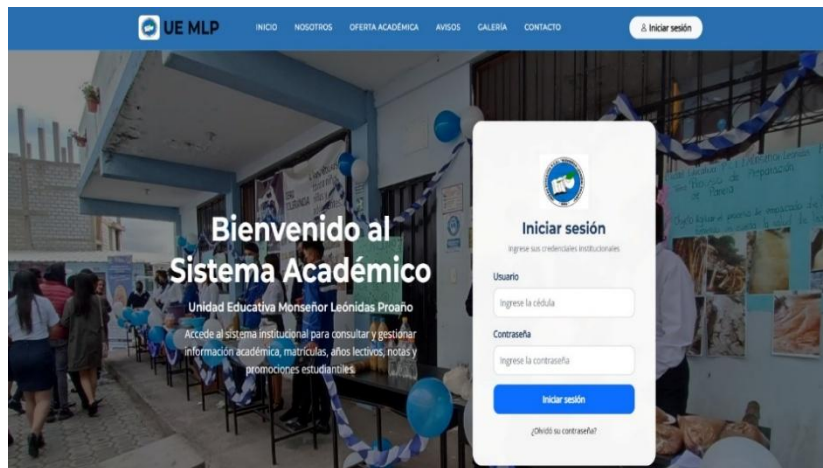 UE MLP
INICIO NOSOTROS OFERTA ACADÉMICA AVISOS GALERÍA CONTACTO
Iniciar sesión
Bienvenido al
Sistema Académico
Unidad Educativa Monseñor Leónidas Proaño
Accede al sistema institucional para consultar y gestionar
información académica, matrículas, años lectivos, notas y
promociones estudiantiles.
Iniciar sesión
Ingrese sus credenciales institucionales.
Usuario
Ingrese la cédula
Contraseña
Ingrese la contraseña
Iniciar sesión
¿Olvidó su contraseña?